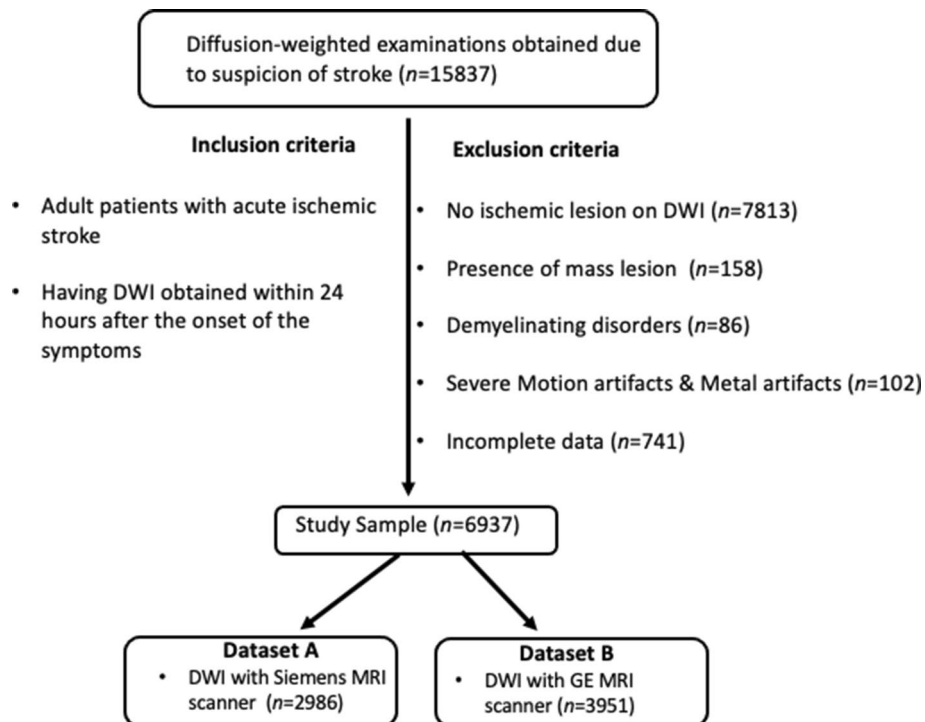 Diffusion-weighted examinations obtained due
to suspicion of stroke (n=15837)
Inclusion criteria
• Adult patients with acute ischemic
stroke
• Having DWI obtained within 24
hours after the onset of the
symptoms
Exclusion criteria
• No ischemic lesion on DWI (n=7813)
• Presence of mass lesion (n=158)
• Demyelinating disorders (n=86)
• Severe Motion artifacts & Metal artifacts (n=102)
• Incomplete data (n=741)
Study Sample (n=6937)
Dataset A
• DWI with Siemens MRI
scanner (n=2986)
Dataset B
• DWI with GE MRI
scanner (n=3951)